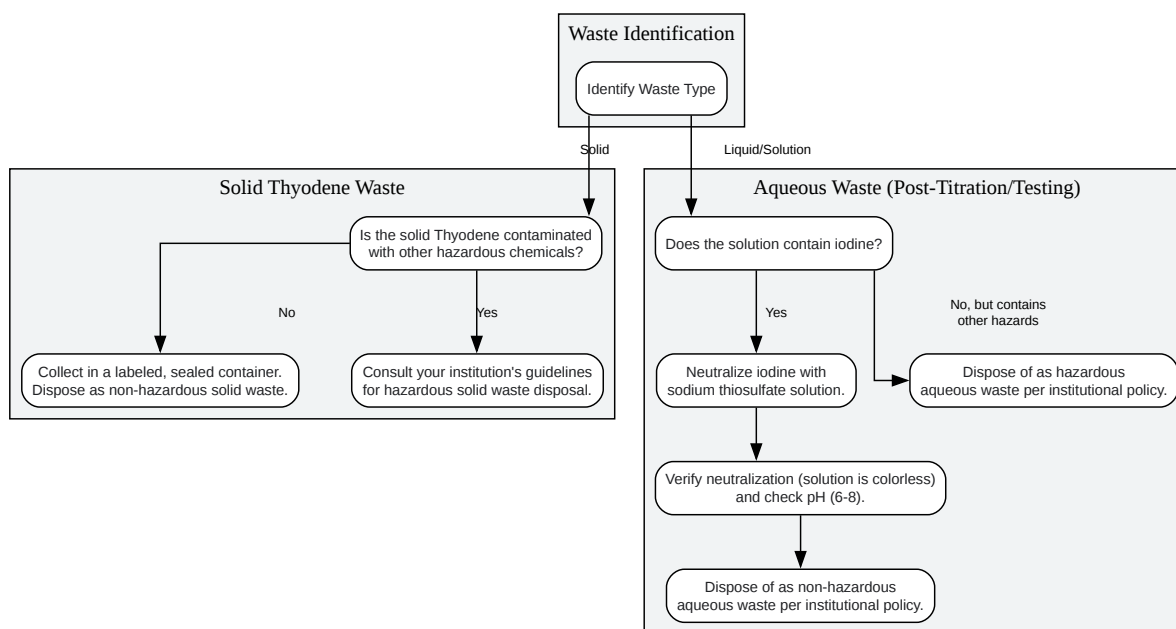 Waste Identification
Identify Waste Type
Solid
Liquid/Solution
Solid Thyodene Waste
Is the solid Thyodene contaminated
with other hazardous chemicals?
No
Yes
Collect in a labeled, sealed container.
Dispose as non-hazardous solid waste.
Consult your institution's guidelines
for hazardous solid waste disposal.
Aqueous Waste (Post-Titration/Testing)
Does the solution contain iodine?
Yes
No, but contains
other hazards
Neutralize iodine with
sodium thiosulfate solution.
Dispose of as hazardous
aqueous waste per institutional policy.
Verify neutralization (solution is colorless)
and check pH (6-8).
Dispose of as non-hazardous
aqueous waste per institutional policy.